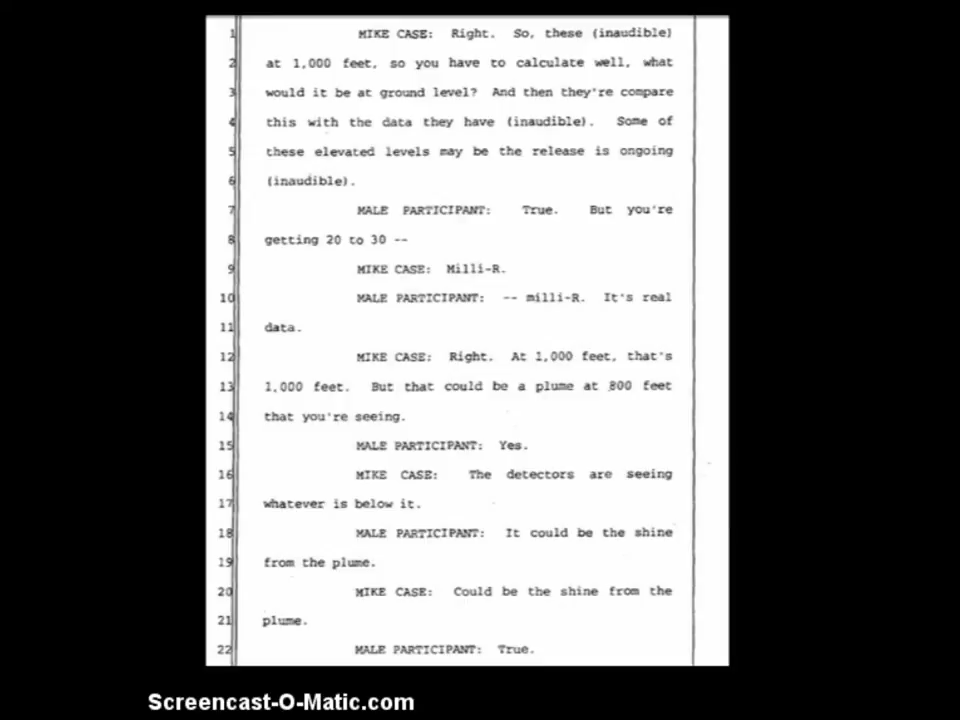 1 MIKE CASE: Right. So, these (inaudible)
2 at 1,000 feet, so you have to calculate well, what
3 would it be at ground level? And then they're compare
4 this with the data they have (inaudible). Some of
5 these elevated levels may be the release is ongoing
6 (inaudible).
7 MALE PARTICIPANT: True. But you're
8 getting 20 to 30 --
9 MIKE CASE: Milli-R.
10 MALE PARTICIPANT: -- milli-R. It's real
11 data.
12 MIKE CASE: Right. At 1,000 feet, that's
13 1,000 feet. But that could be a plume at 800 feet
14 that you're seeing.
15 MALE PARTICIPANT: Yes.
16 MIKE CASE: The detectors are seeing
17 whatever is below it.
18 MALE PARTICIPANT: It could be the shine
19 from the plume.
20 MIKE CASE: Could be the shine from the
21 plume.
22 MALE PARTICIPANT: True.
Screencast-O-Matic.com